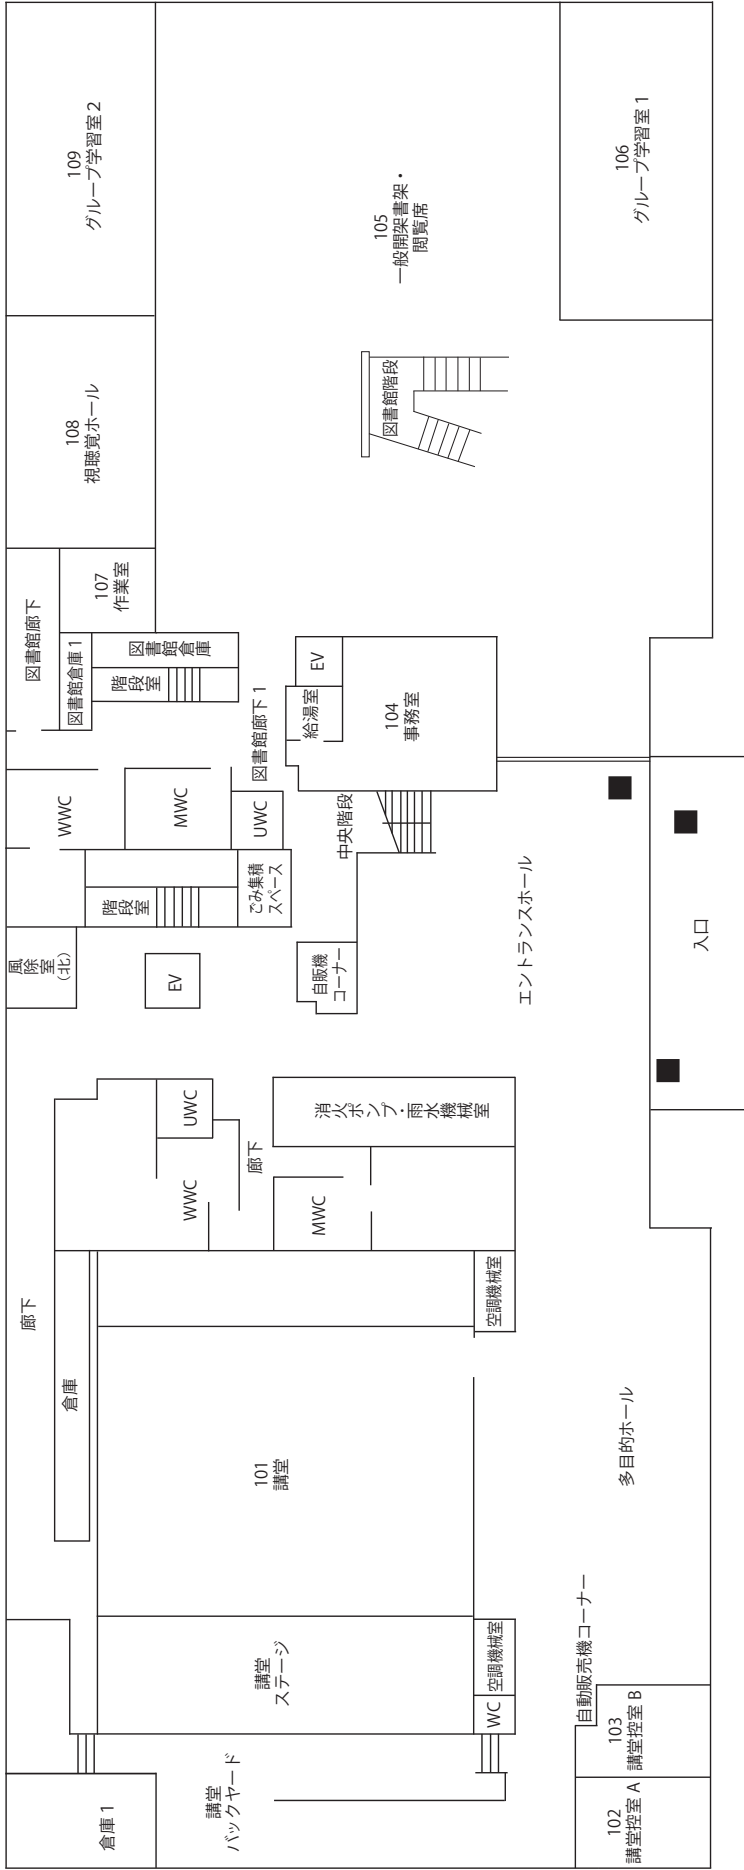 109
グループ学習室 2
105
一般開架書架・
閲覧席
106
グループ学習室 1
108
視聴覚ホール
図書館階段
図書館廊下
107
作業室
図書館倉庫 1
図書館倉庫
階段室
図書館廊下 1
EV
給湯室
104
事務室
WWC
MWC
UWC
中央階段
階段室
ごみ集積
スペース
風除室
(北)
EV
自販機
コーナー
エントランスホール
入口
UWC
WWC
廊下
MWC
消火ポンプ・雨水機械室
廊下
倉庫
空調機械室
101
講堂
多目的ホール
講堂
ステージ
空調機械室
WC
自動販売機コーナー
倉庫 1
講堂
バックヤード
103
講堂控室 B
102
講堂控室 A